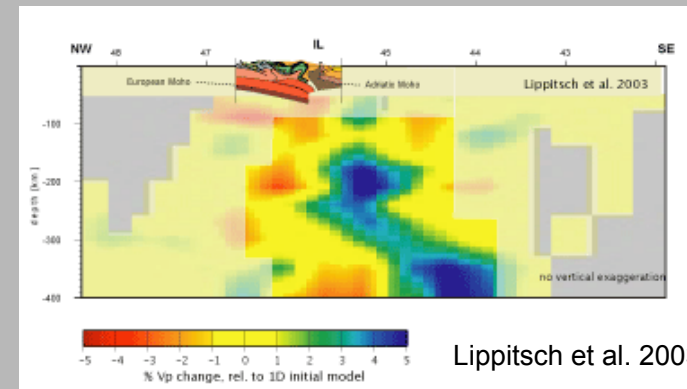 NW IL SE
48 47 45 44 43
European Moho Adriatic Moho Lippitsch et al. 2003
-100
depth [km]
-200
-300
-400
no vertical exaggeration
-5 -4 -3 -2 -1 0 1 2 3 4 5
% Vp change, rel. to 1D initial model
Lippitsch et al. 200